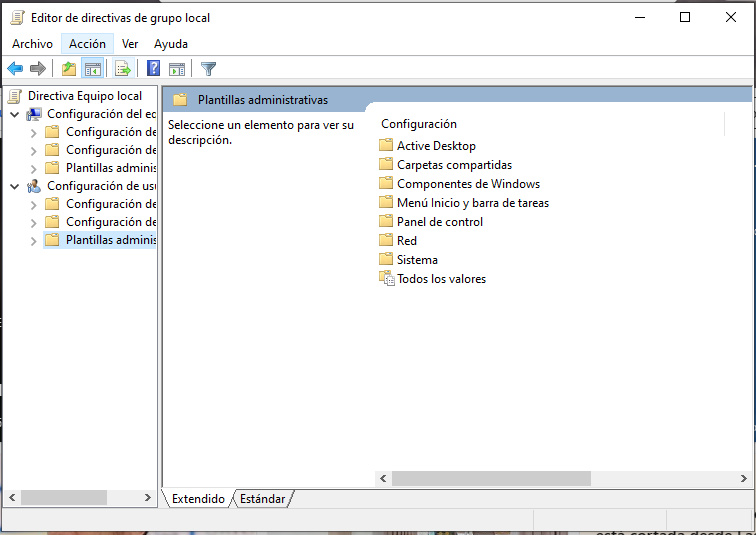 Editor de directivas de grupo local
Archivo Acción Ver Ayuda
Directiva Equipo local
Configuración del ec
Configuración de
Configuración de
Plantillas adminis
Configuración de usu
Configuración de
Configuración de
Plantillas adminis
Plantillas administrativas
Seleccione un elemento para ver su
descripción.
Configuración
Active Desktop
Carpetas compartidas
Componentes de Windows
Menú Inicio y barra de tareas
Panel de control
Red
Sistema
Todos los valores
Extendido Estándar